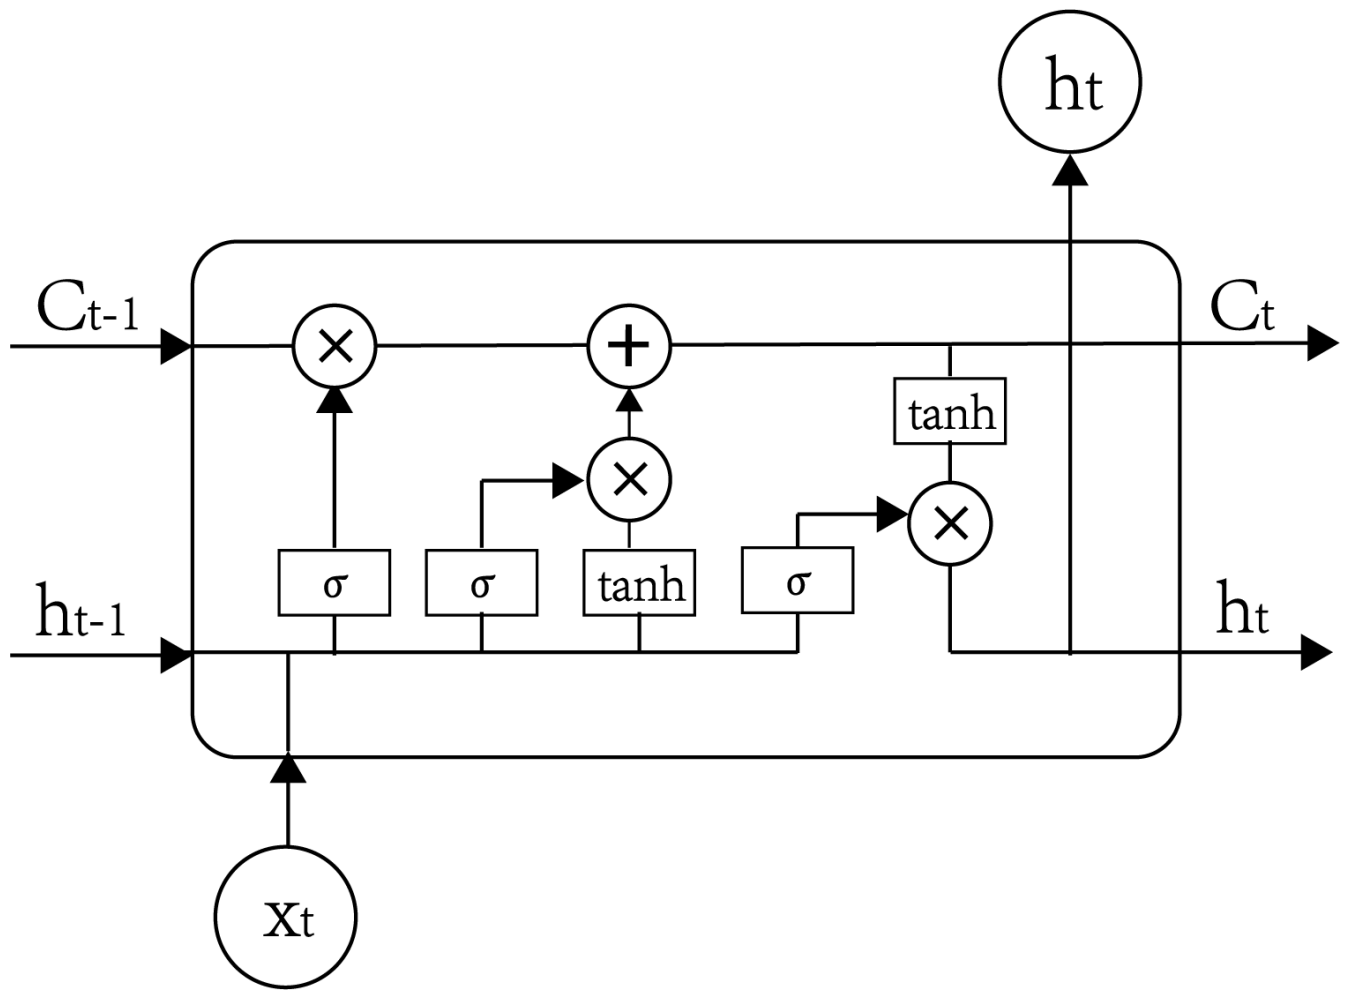 ht
Ct-1
Ct
×
+
tanh
×
×
σ
σ
tanh
σ
ht-1
ht
xt